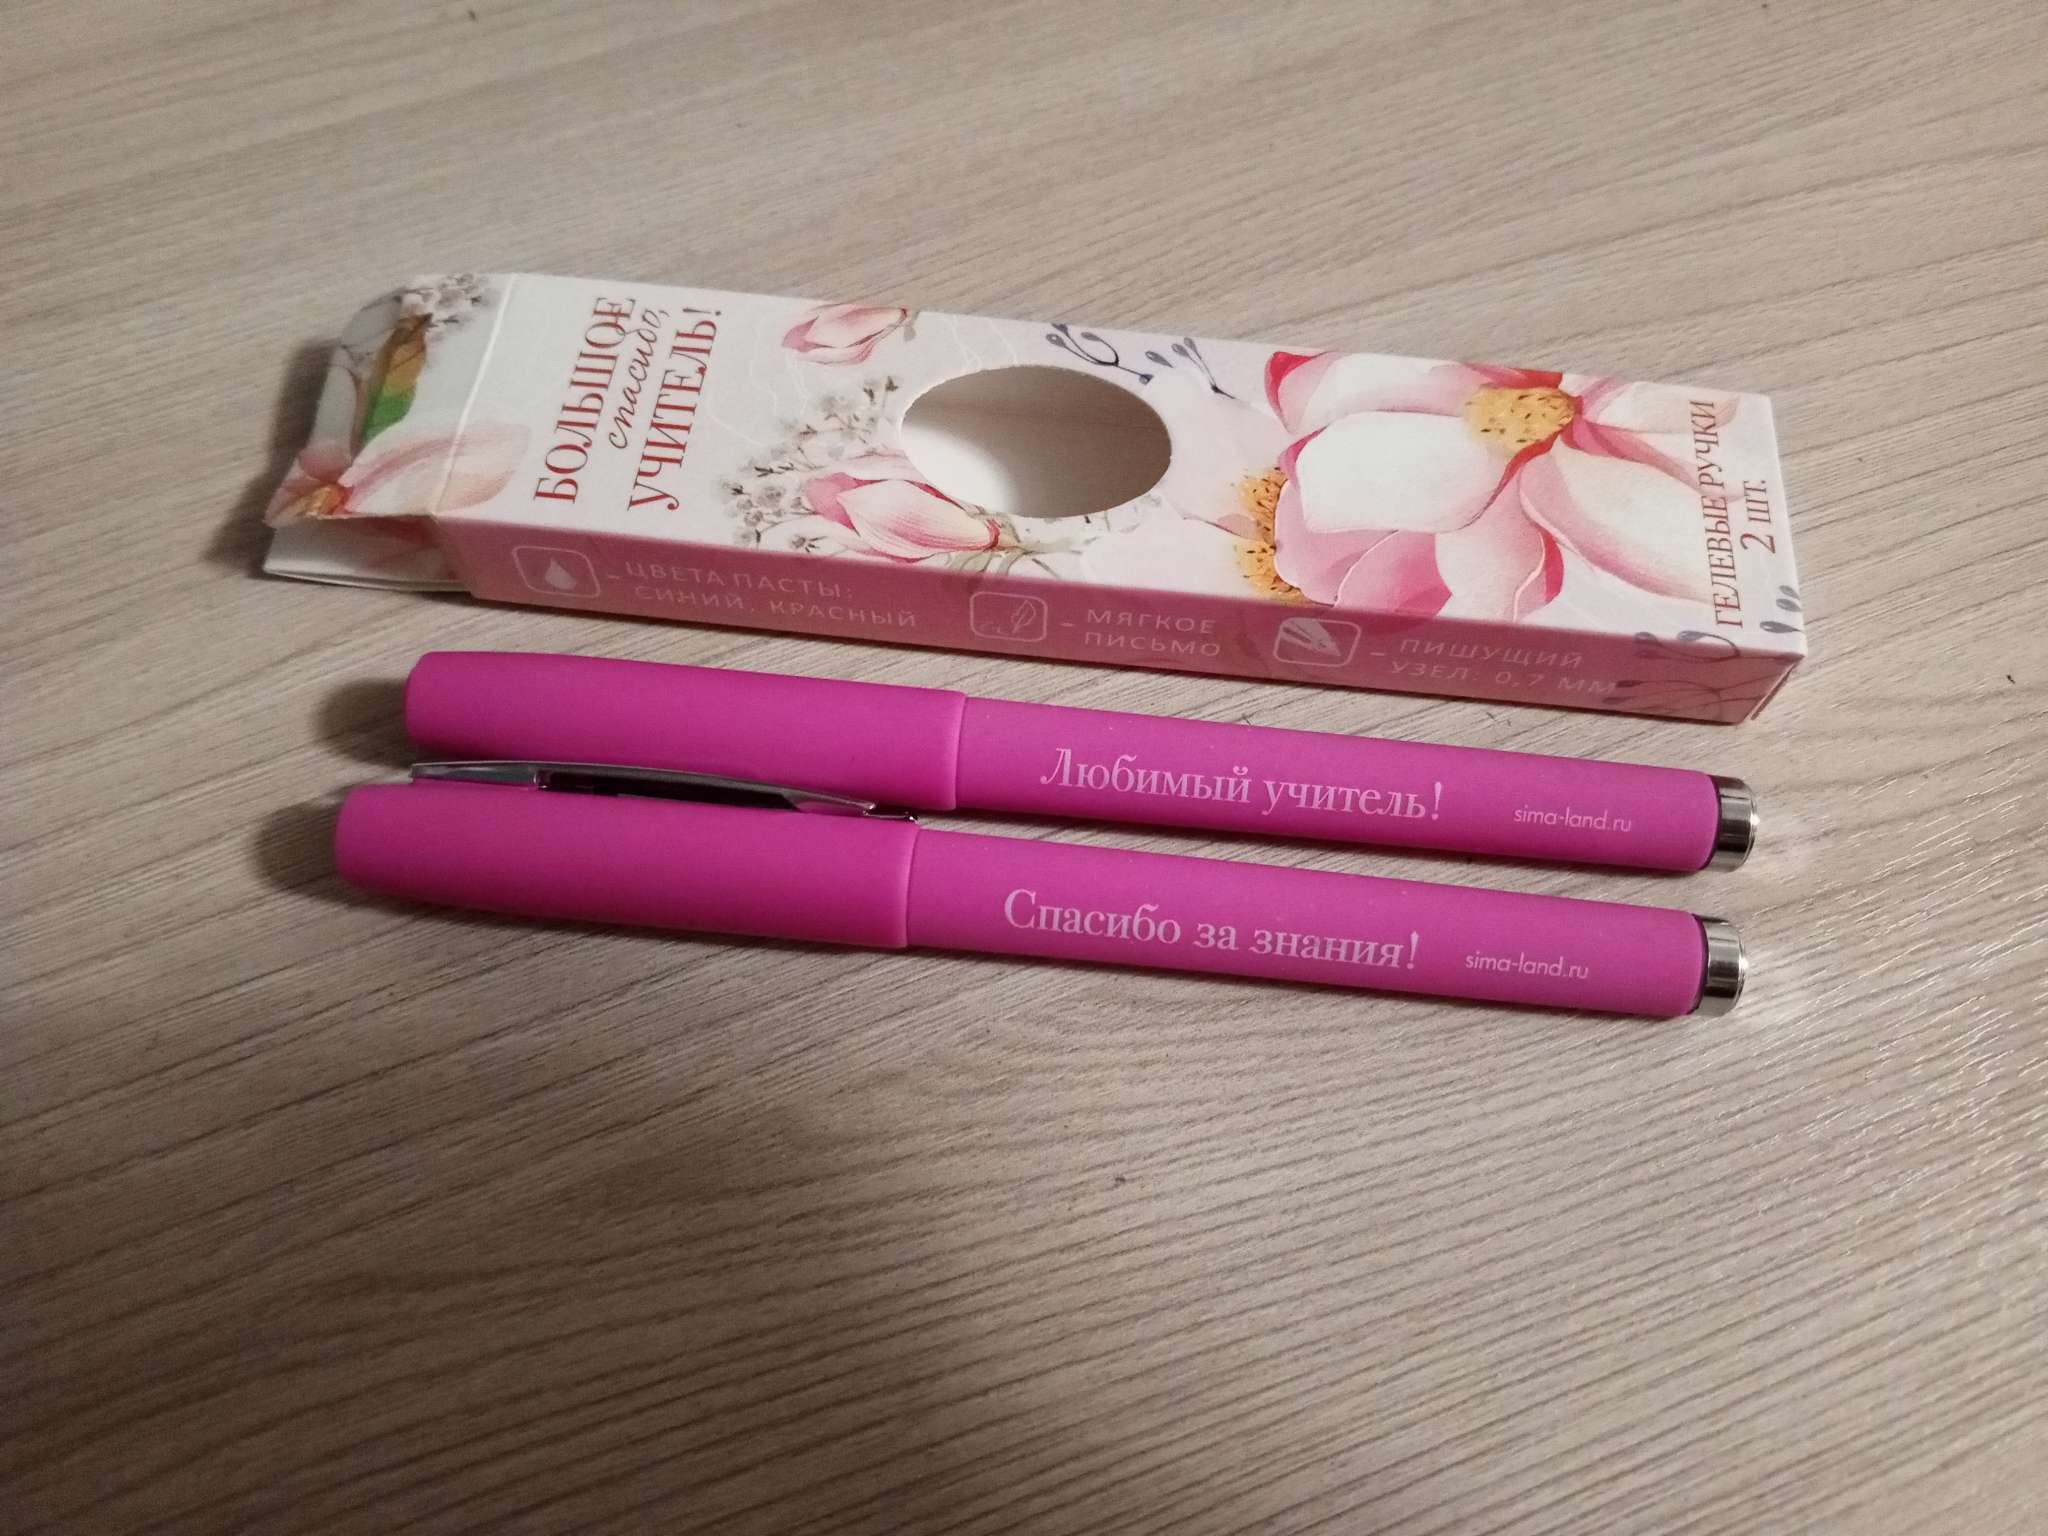 БОЛЬШОЕ
спасибо,
УЧИТЕЛЬ!
ГЕЛЕВЫЕ РУЧКИ
2 ШТ.
– ЦВЕТА ПАСТЫ:
СИНИЙ, КРАСНЫЙ
– МЯГКОЕ
ПИСЬМО
– ПИШУЩИЙ
УЗЕЛ: 0,7 ММ
Любимый учитель!
sima-land.ru
Спасибо за знания!
sima-land.ru